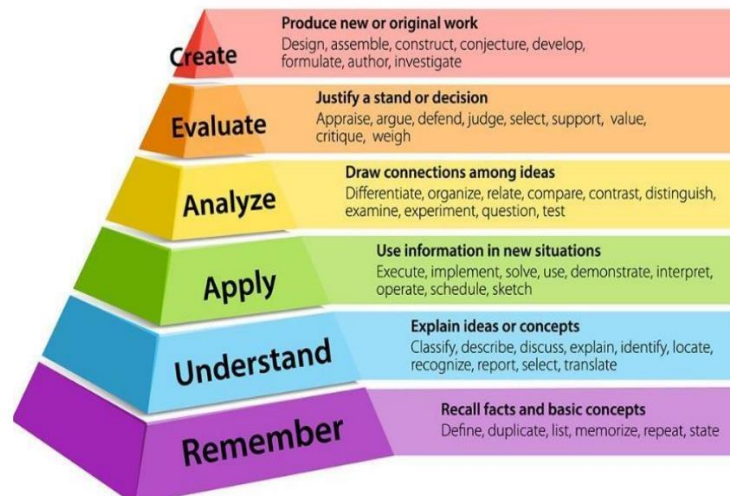 Create
Produce new or original work
Design, assemble, construct, conjecture, develop,
formulate, author, investigate
Evaluate
Justify a stand or decision
Appraise, argue, defend, judge, select, support, value,
critique, weigh
Analyze
Draw connections among ideas
Differentiate, organize, relate, compare, contrast, distinguish,
examine, experiment, question, test
Apply
Use information in new situations
Execute, implement, solve, use, demonstrate, interpret,
operate, schedule, sketch
Understand
Explain ideas or concepts
Classify, describe, discuss, explain, identify, locate,
recognize, report, select, translate
Remember
Recall facts and basic concepts
Define, duplicate, list, memorize, repeat, state